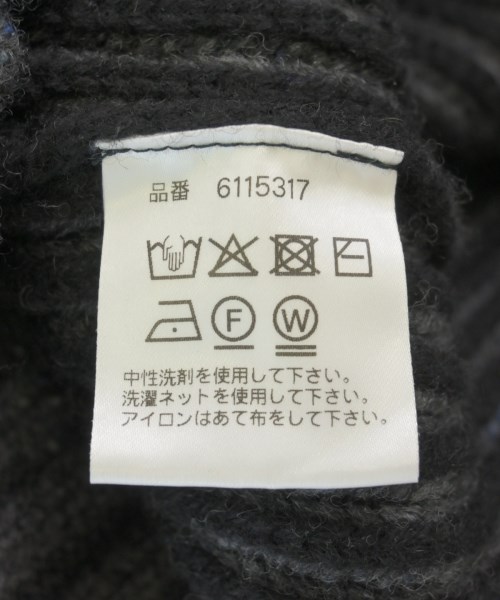 品番 6115317
F W
中性洗剤を使用して下さい。
洗濯ネットを使用して下さい。
アイロンはあて布をして下さい。